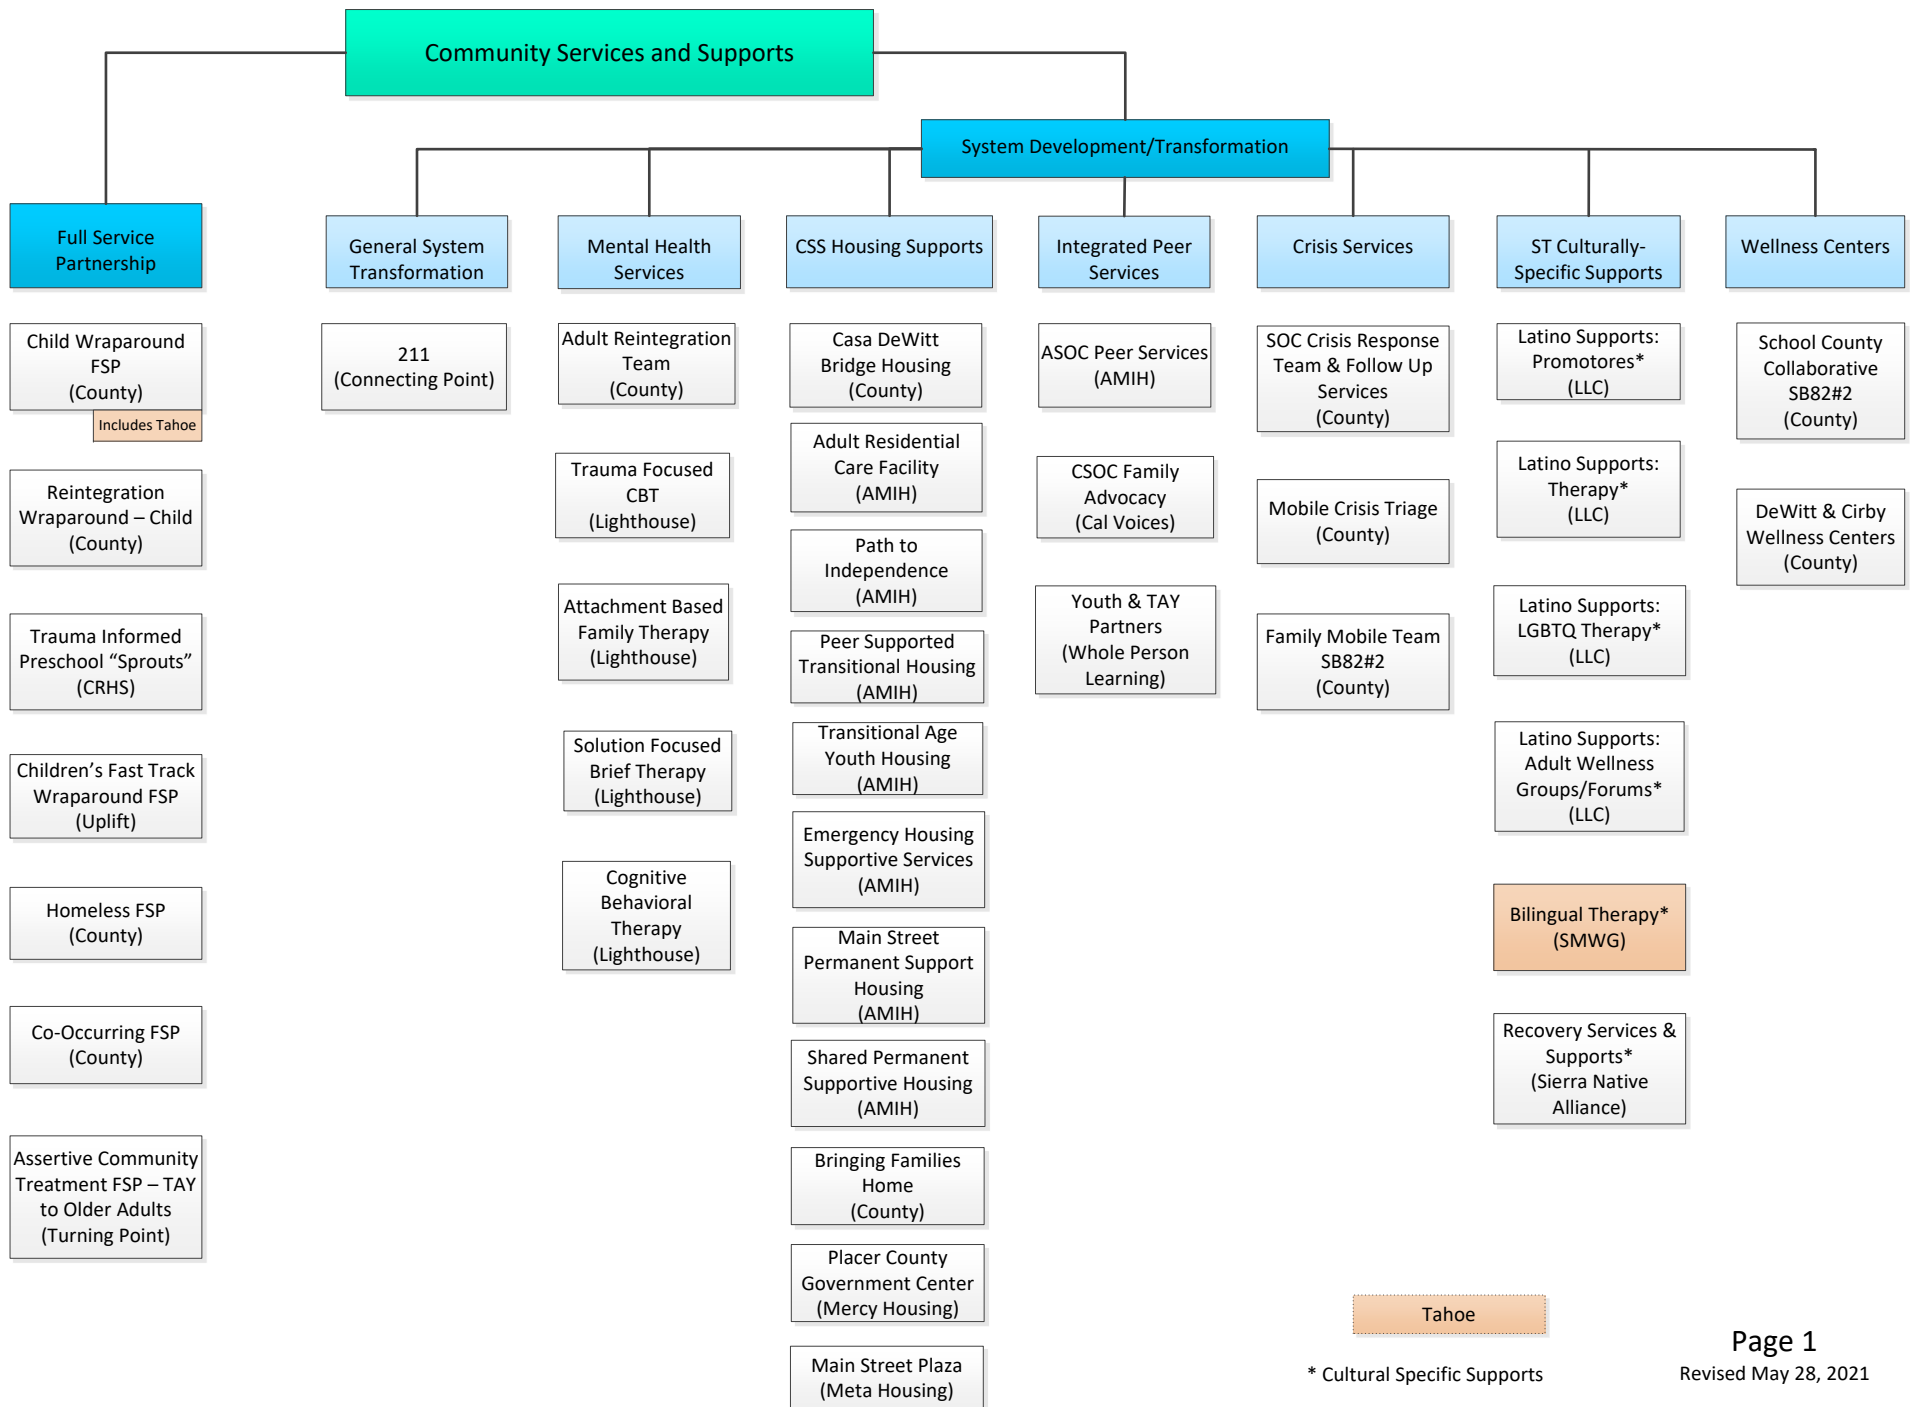 Community Services and Supports
System Development/Transformation
Full Service
Partnership
General System
Transformation
Mental Health
Services
CSS Housing Supports
Integrated Peer
Services
Crisis Services
ST Culturally-
Specific Supports
Wellness Centers
Child Wraparound
FSP
(County)
Includes Tahoe
Reintegration
Wraparound – Child
(County)
Trauma Informed
Preschool “Sprouts”
(CRHS)
Children’s Fast Track
Wraparound FSP
(Uplift)
Homeless FSP
(County)
Co-Occurring FSP
(County)
Assertive Community
Treatment FSP – TAY
to Older Adults
(Turning Point)
211
(Connecting Point)
Adult Reintegration
Team
(County)
Trauma Focused
CBT
(Lighthouse)
Attachment Based
Family Therapy
(Lighthouse)
Solution Focused
Brief Therapy
(Lighthouse)
Cognitive
Behavioral
Therapy
(Lighthouse)
Casa DeWitt
Bridge Housing
(County)
Adult Residential
Care Facility
(AMIH)
Path to
Independence
(AMIH)
Peer Supported
Transitional Housing
(AMIH)
Transitional Age
Youth Housing
(AMIH)
Emergency Housing
Supportive Services
(AMIH)
Main Street
Permanent Support
Housing
(AMIH)
Shared Permanent
Supportive Housing
(AMIH)
Bringing Families
Home
(County)
Placer County
Government Center
(Mercy Housing)
Main Street Plaza
(Meta Housing)
ASOC Peer Services
(AMIH)
CSOC Family
Advocacy
(Cal Voices)
Youth & TAY
Partners
(Whole Person
Learning)
SOC Crisis Response
Team & Follow Up
Services
(County)
Mobile Crisis Triage
(County)
Family Mobile Team
SB82#2
(County)
Latino Supports:
Promotores*
(LLC)
Latino Supports:
Therapy*
(LLC)
Latino Supports:
LGBTQ Therapy*
(LLC)
Latino Supports:
Adult Wellness
Groups/Forums*
(LLC)
Bilingual Therapy*
(SMWG)
Recovery Services &
Supports*
(Sierra Native
Alliance)
School County
Collaborative
SB82#2
(County)
DeWitt & Cirby
Wellness Centers
(County)
Tahoe
* Cultural Specific Supports
Page 1
Revised May 28, 2021